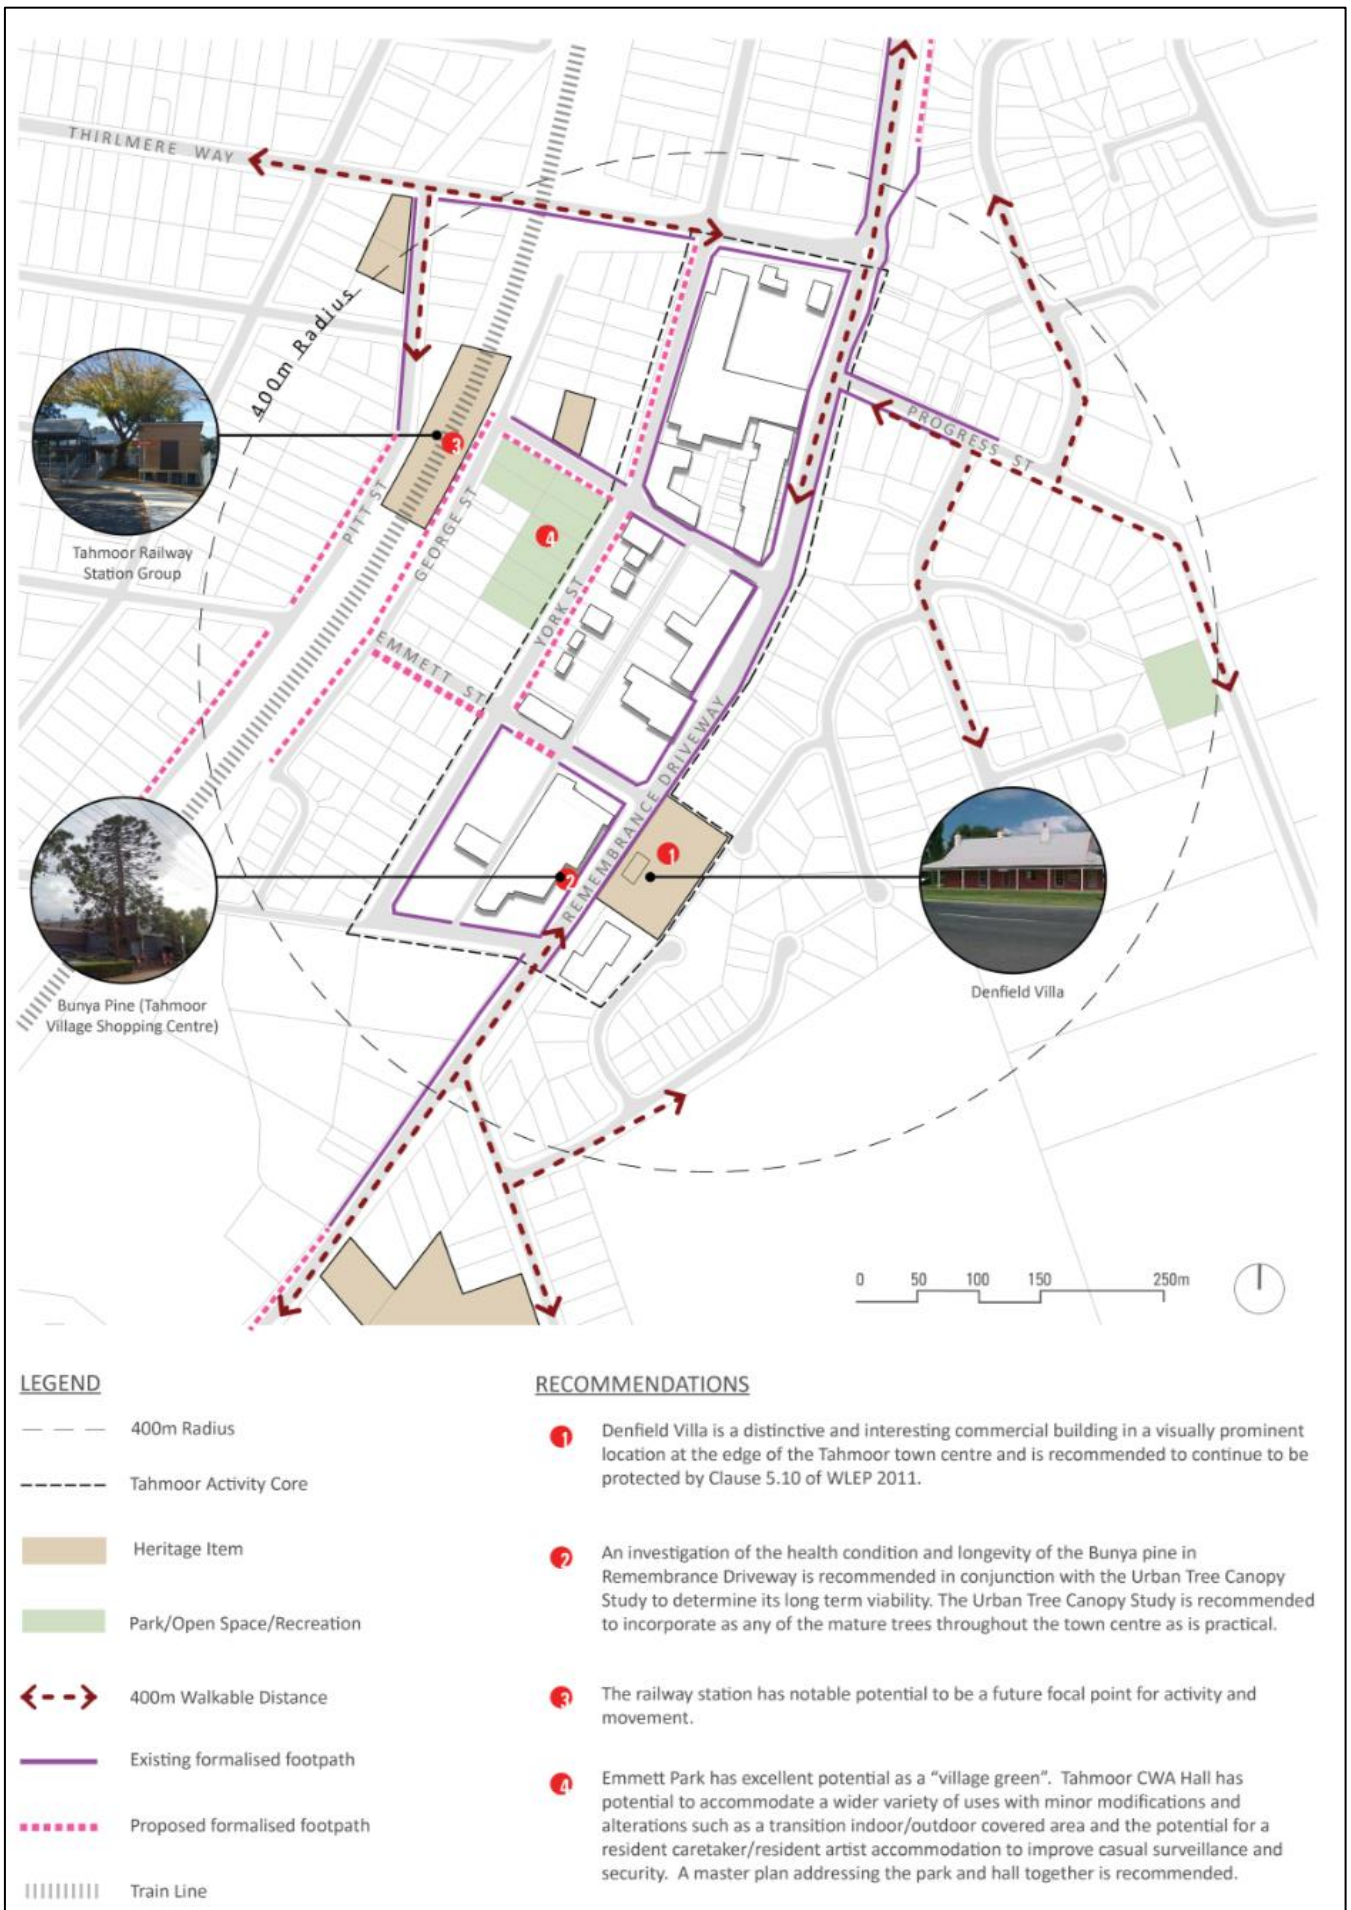 THIRLMERE WAY
400m Radius
PROGRESS ST
3
PITT ST
GEORGE ST
4
Tahmoor Railway
Station Group
YORK ST
EMMETT ST
REMEMBRANCE DRIVEWAY
1
2
Bunya Pine (Tahmoor
Village Shopping Centre)
Denfield Villa
0 50 100 150 250m
LEGEND
400m Radius
Tahmoor Activity Core
Heritage Item
Park/Open Space/Recreation
400m Walkable Distance
Existing formalised footpath
Proposed formalised footpath
Train Line
RECOMMENDATIONS
1 Denfield Villa is a distinctive and interesting commercial building in a visually prominent
location at the edge of the Tahmoor town centre and is recommended to continue to be
protected by Clause 5.10 of WLEP 2011.
2 An investigation of the health condition and longevity of the Bunya pine in
Remembrance Driveway is recommended in conjunction with the Urban Tree Canopy
Study to determine its long term viability. The Urban Tree Canopy Study is recommended
to incorporate as any of the mature trees throughout the town centre as is practical.
3 The railway station has notable potential to be a future focal point for activity and
movement.
4 Emmett Park has excellent potential as a “village green”. Tahmoor CWA Hall has
potential to accommodate a wider variety of uses with minor modifications and
alterations such as a transition indoor/outdoor covered area and the potential for a
resident caretaker/resident artist accommodation to improve casual surveillance and
security. A master plan addressing the park and hall together is recommended.